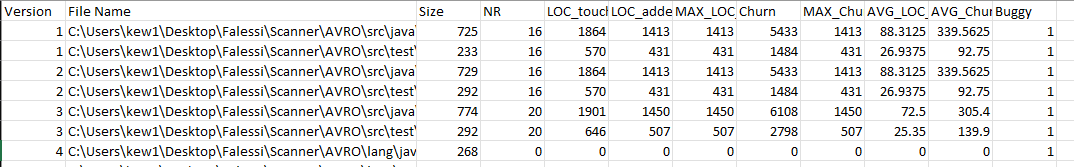 Version File Name Size NR LOC_touch LOC_adde MAX_LOC_ Churn MAX_Chu AVG_LOC_ AVG_Chur Buggy
1 C:\Users\kew1\Desktop\Falessi\Scanner\AVRO\src\java\ 725 16 1864 1413 1413 5433 1413 88.3125 339.5625 1
1 C:\Users\kew1\Desktop\Falessi\Scanner\AVRO\src\test\ 233 16 570 431 431 1484 431 26.9375 92.75 1
2 C:\Users\kew1\Desktop\Falessi\Scanner\AVRO\src\java\ 729 16 1864 1413 1413 5433 1413 88.3125 339.5625 1
2 C:\Users\kew1\Desktop\Falessi\Scanner\AVRO\src\test\ 292 16 570 431 431 1484 431 26.9375 92.75 1
3 C:\Users\kew1\Desktop\Falessi\Scanner\AVRO\src\java\ 774 20 1901 1450 1450 6108 1450 72.5 305.4 1
3 C:\Users\kew1\Desktop\Falessi\Scanner\AVRO\src\test\ 292 20 646 507 507 2798 507 25.35 139.9 1
4 C:\Users\kew1\Desktop\Falessi\Scanner\AVRO\lang\jav 268 0 0 0 0 0 0 0 0 1